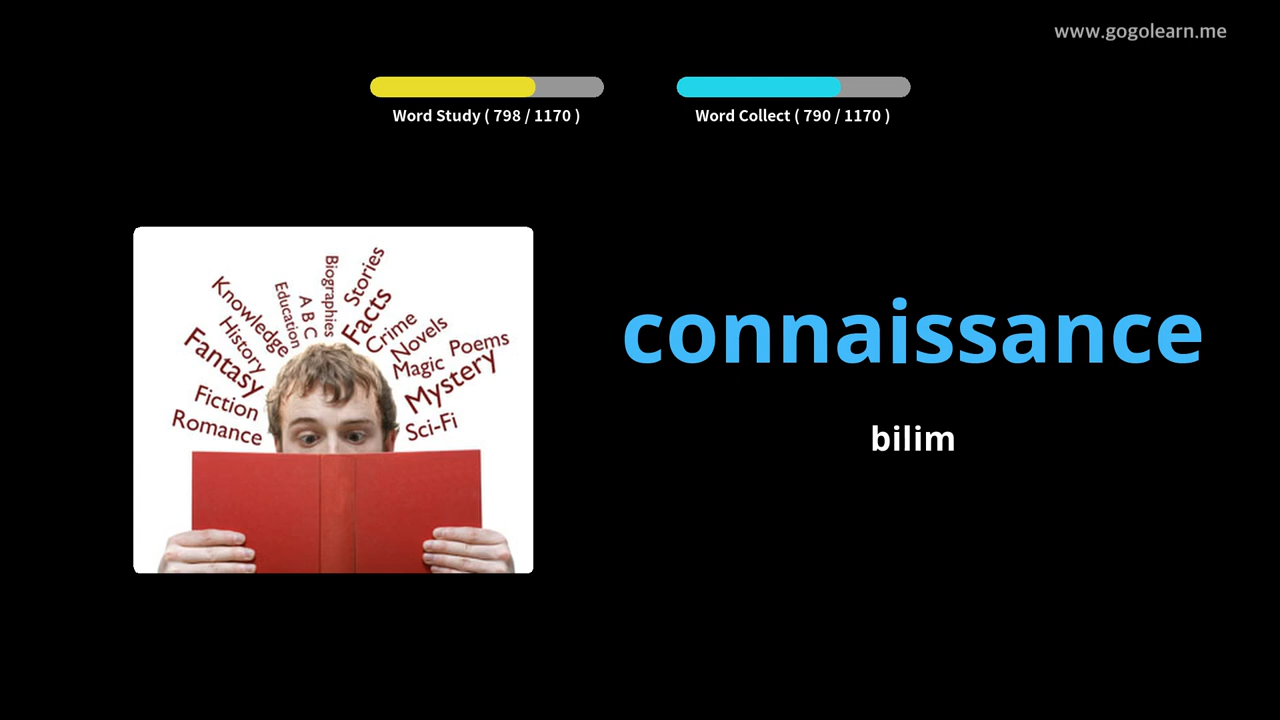 www.gogolearn.me
Word Study ( 798 / 1170 )
Word Collect ( 790 / 1170 )
Knowledge
Education
A B C
Biographies
Stories
Facts
Crime
Novels
Poems
History
Fantasy
Magic
Mystery
Fiction
Romance
Sci-Fi
connaissance
bilim